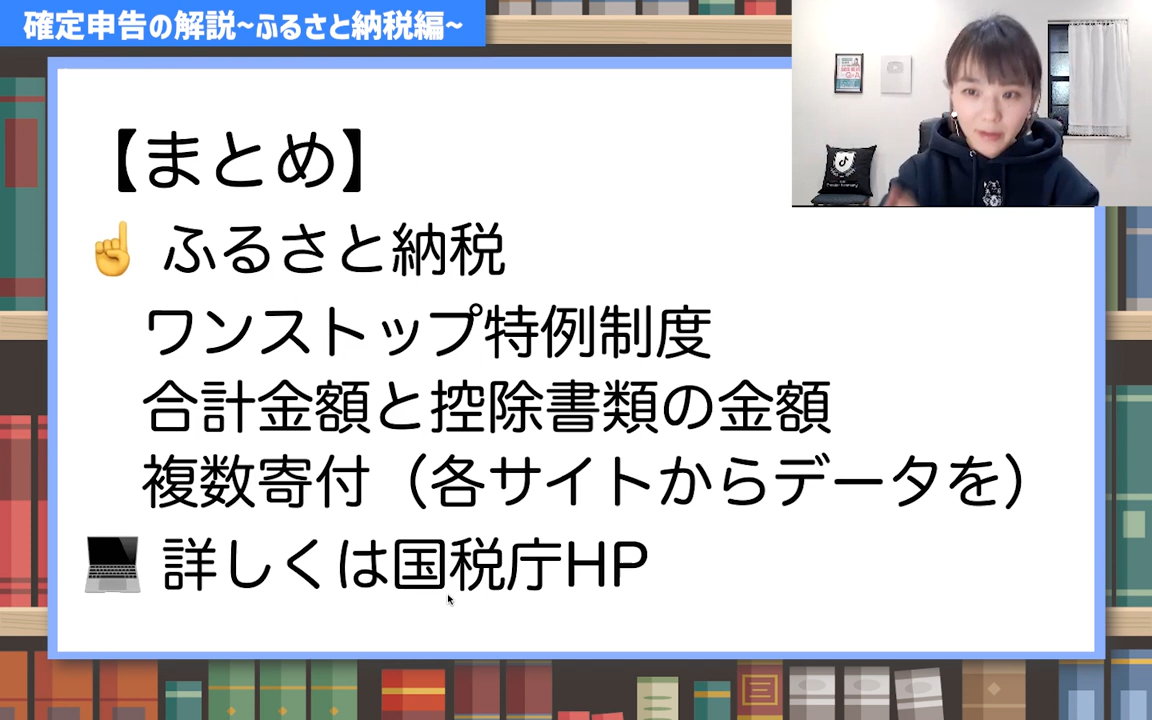 確定申告の解説~ふるさと納税編~
【まとめ】
☝ ふるさと納税
ワンストップ特例制度
合計金額と控除書類の金額
複数寄付（各サイトからデータを）
💻 詳しくは国税庁HP